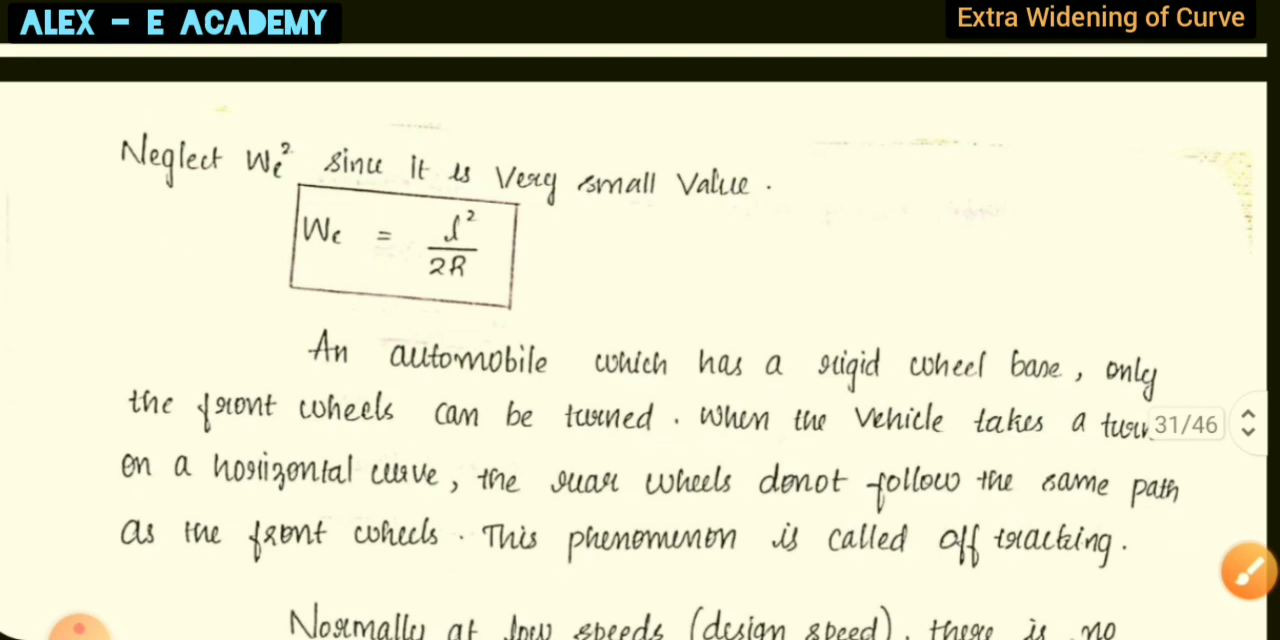 ALEX - E ACADEMY
Extra Widening of Curve
Neglect We² since it is Very small Value.
We = l²/2R
An automobile which has a rigid wheel base, only
the front wheels can be turned. When the Vehicle takes a turn
31/46
on a horizontal curve, the rear wheels donot follow the same path
as the front wheels. This phenomenon is called off tracking.
Normally at low speeds (design speed), there is no